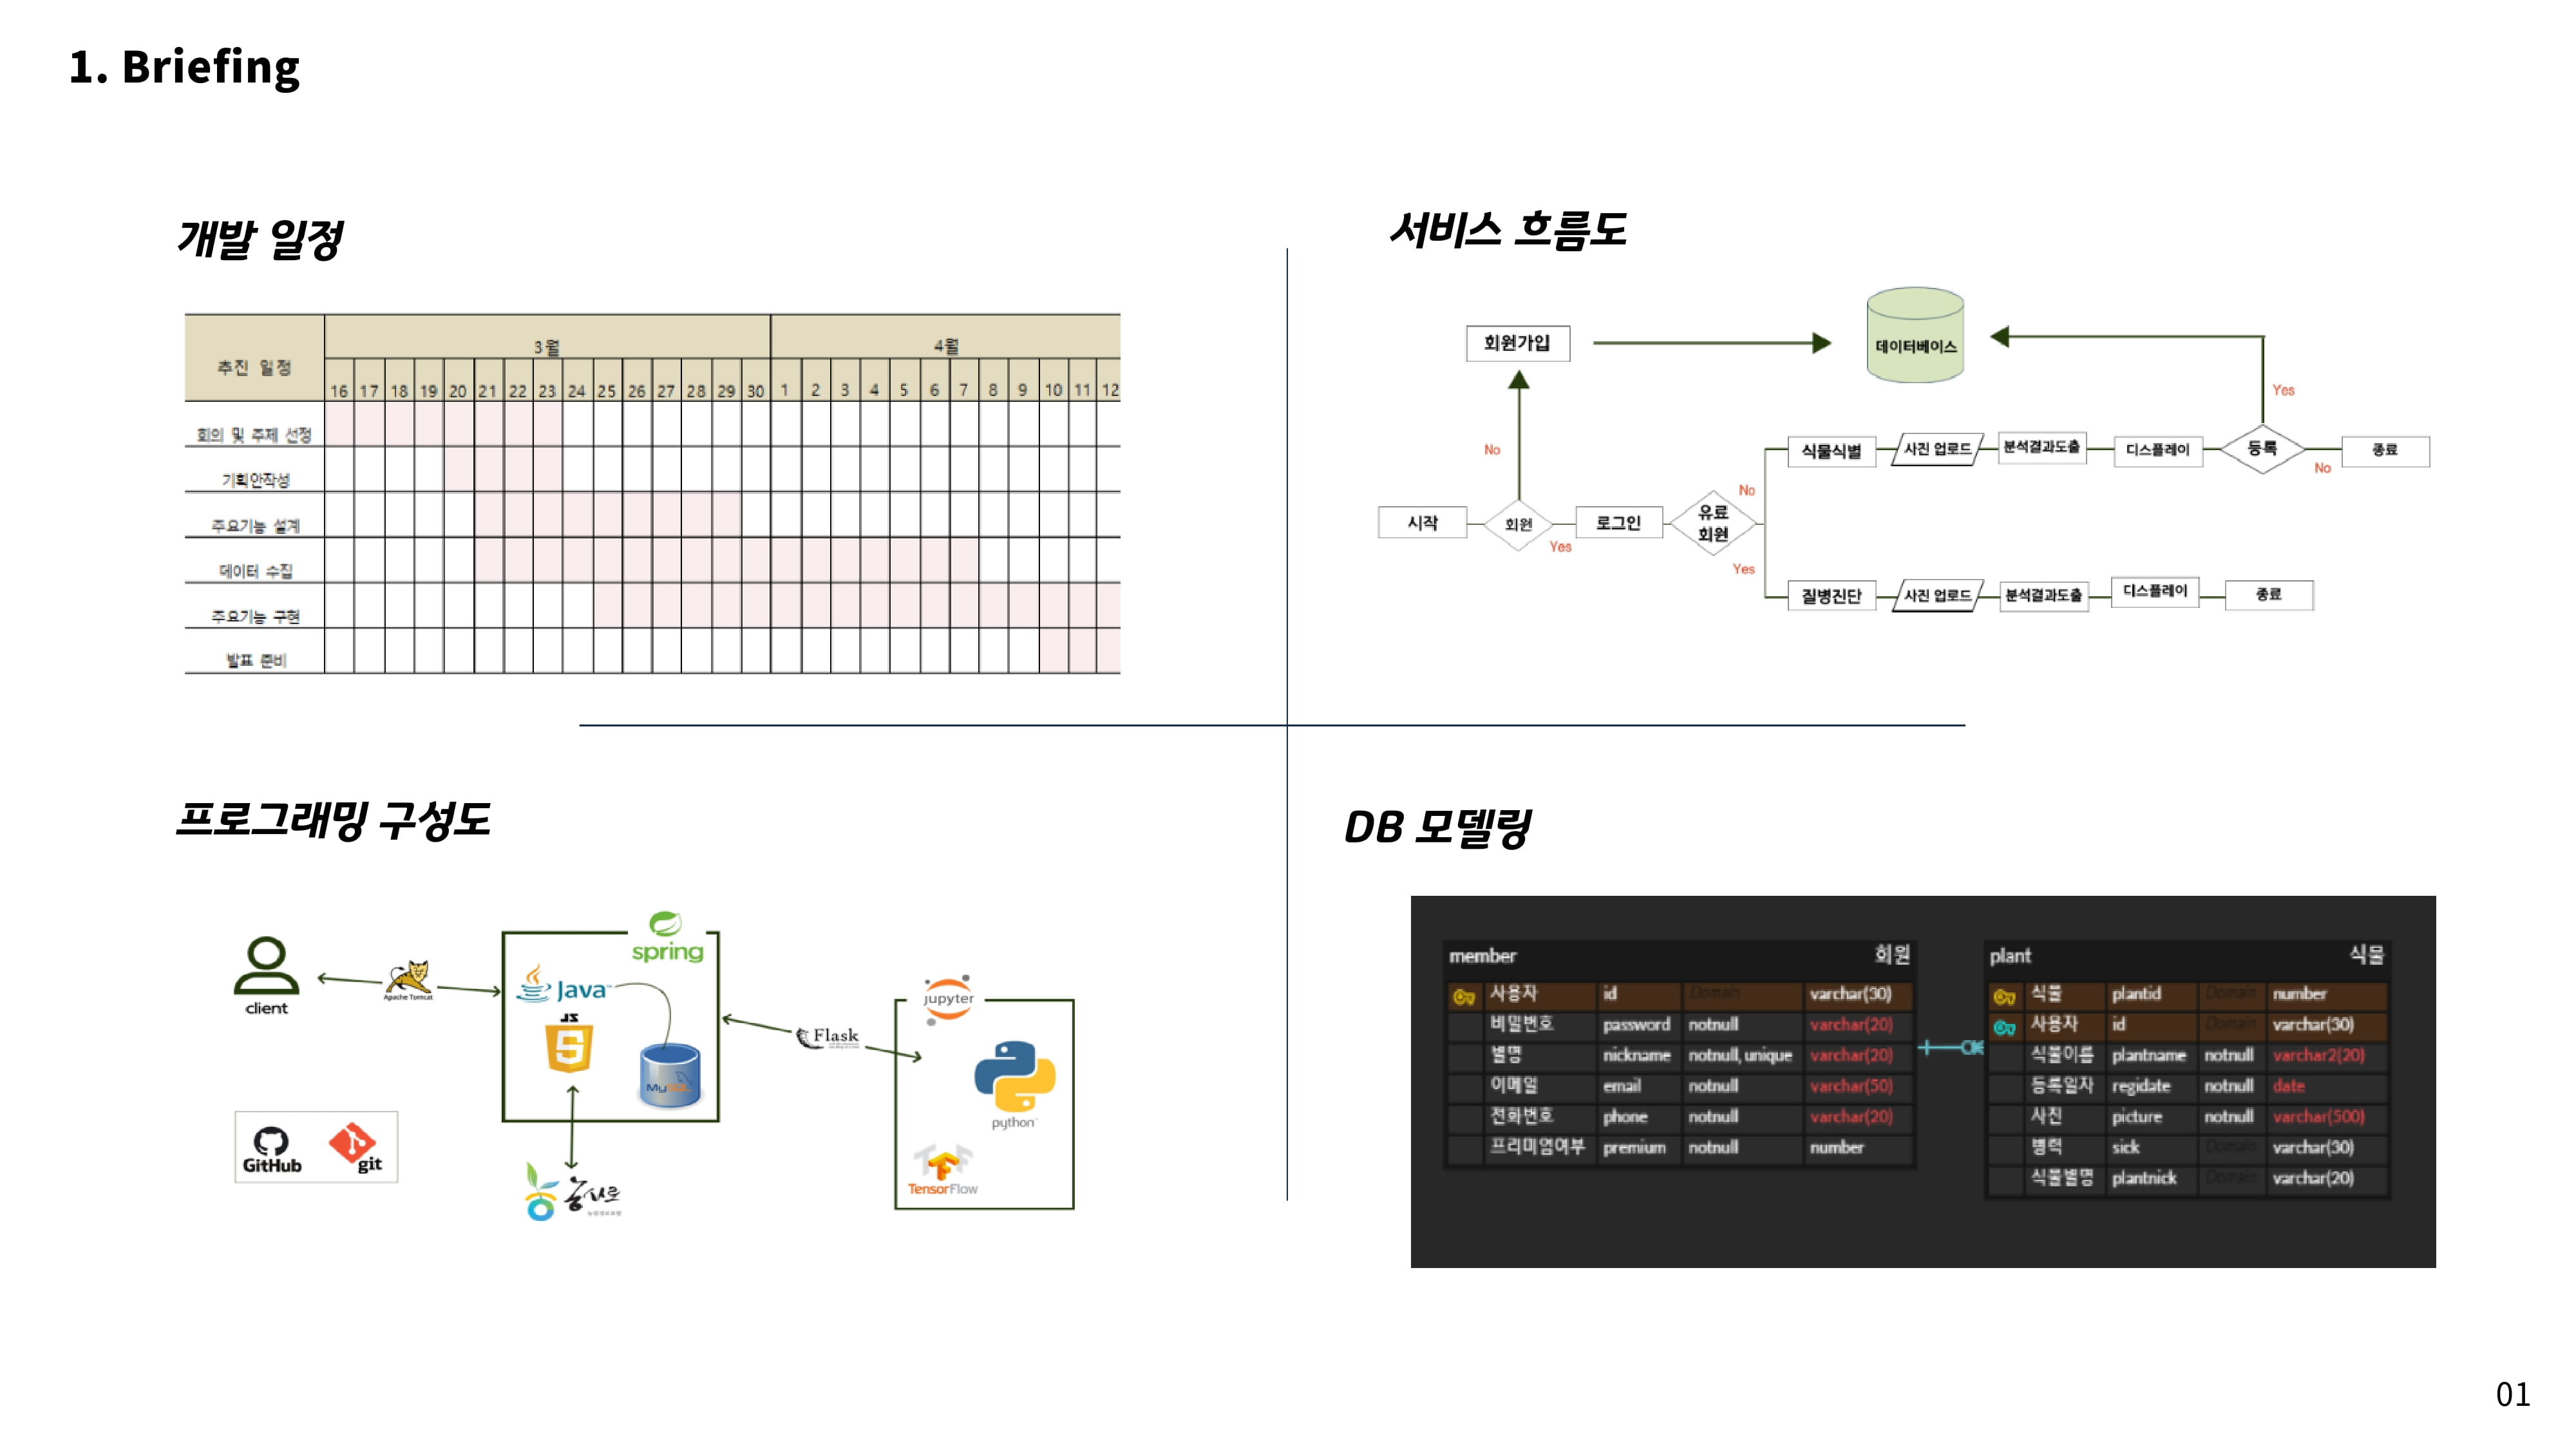 1. Briefing
개발 일정
추진 일정
3월
4월
16 17 18 19 20 21 22 23 24 25 26 27 28 29 30 1 2 3 4 5 6 7 8 9 10 11 12
회의 및 주제 선정
기획안작성
주요기능 설계
데이터 수집
주요기능 구현
발표 준비
서비스 흐름도
회원가입
데이터베이스
Yes
No
식물식별
사진 업로드
분석결과도출
디스플레이
등록
종료
No
No
시작
회원
로그인
유료
회원
Yes
Yes
질병진단
사진 업로드
분석결과도출
디스플레이
종료
프로그래밍 구성도
client
Apache Tomcat
spring
Java
JS
MySQL
Flask
jupyter
python
TensorFlow
GitHub
git
농사로
DB 모델링
member 회원
사용자 id Domain varchar(30)
비밀번호 password notnull varchar(20)
별명 nickname notnull, unique varchar(20)
이메일 email notnull varchar(50)
전화번호 phone notnull varchar(20)
프리미엄여부 premium notnull number
plant 식물
식물 plantid Domain number
사용자 id Domain varchar(30)
식물이름 plantname notnull varchar2(20)
등록일자 regidate notnull date
사진 picture notnull varchar(500)
병력 sick Domain varchar(30)
식물별명 plantnick Domain varchar(20)
01